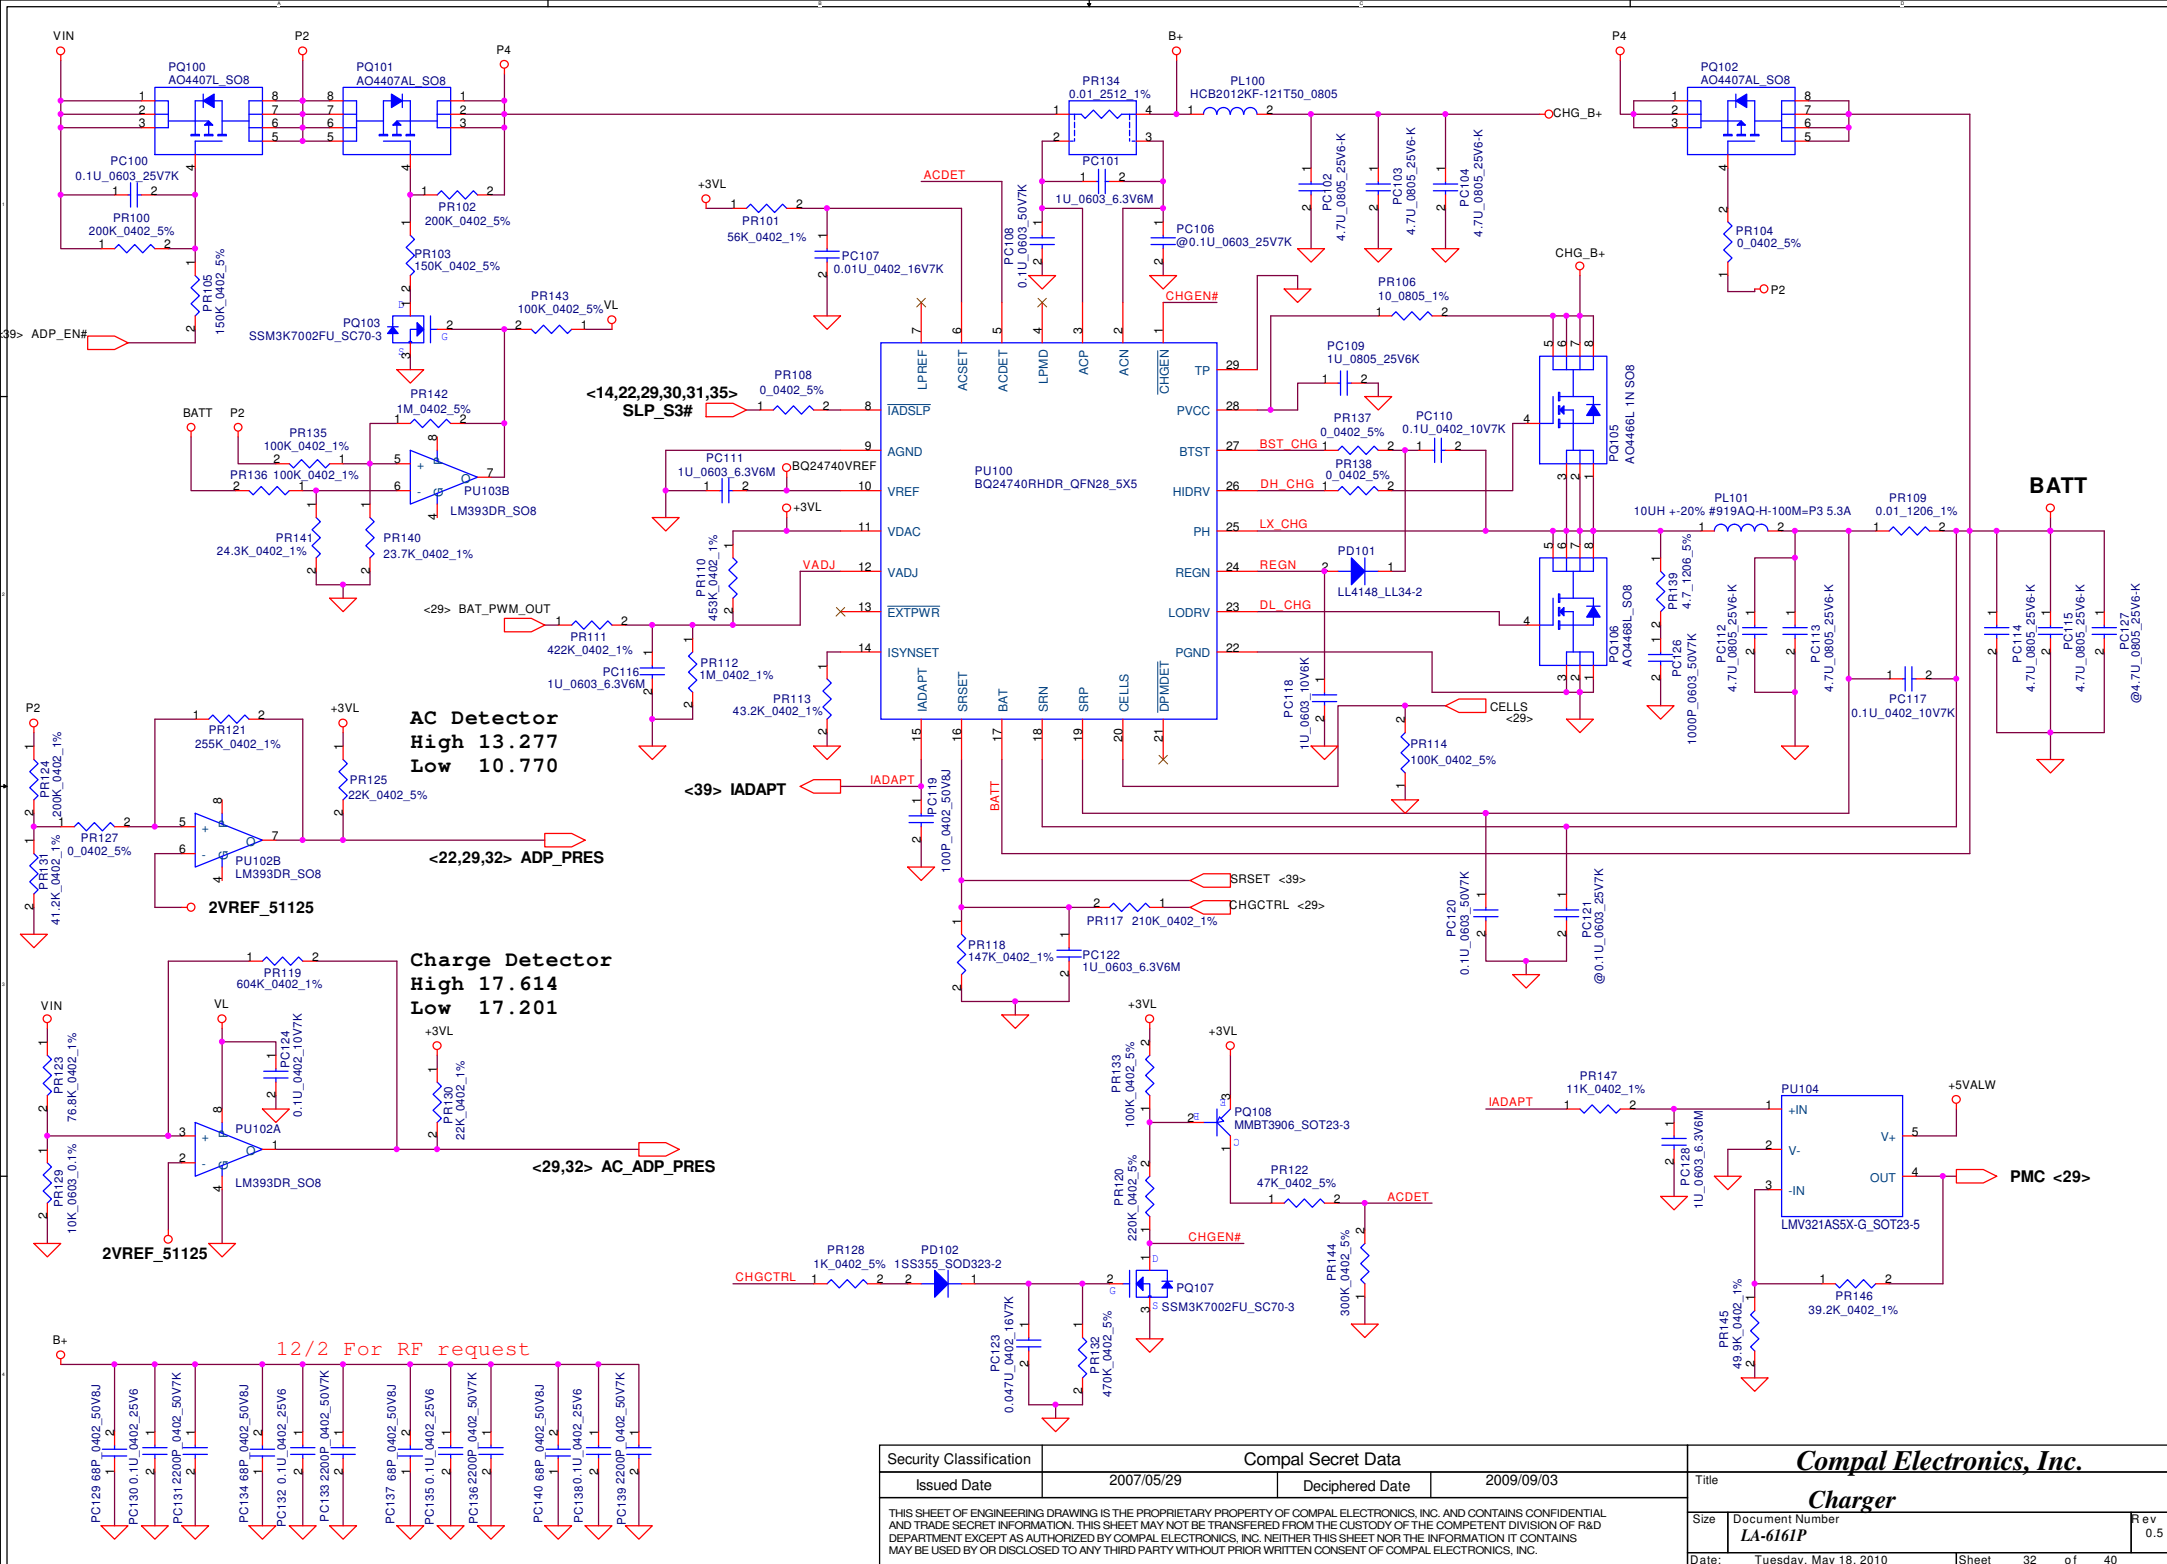 VIN
P2
P4
PQ100
AO4407L_SO8
PQ101
AO4407AL_SO8
PC100
0.1U_0603_25V7K
PR100
200K_0402_5%
PR102
200K_0402_5%
PR103
150K_0402_5%
PR105
150K_0402_5%
ADP_EN#
PQ103
SSM3K7002FU_SC70-3
PR143
100K_0402_5%
VL
PR142
1M_0402_5%
BATT
P2
PR135
100K_0402_1%
PR136 100K_0402_1%
PU103B
LM393DR_SO8
PR141
24.3K_0402_1%
PR140
23.7K_0402_1%
B+
PR134
0.01_2512_1%
PL100
HCB2012KF-121T50_0805
CHG_B+
PC101
1U_0603_6.3V6M
PC102
4.7U_0805_25V6-K
PC103
4.7U_0805_25V6-K
PC104
4.7U_0805_25V6-K
ACDET
+3VL
PR101
56K_0402_1%
PC107
0.01U_0402_16V7K
PC108
0.1U_0603_50V7K
PC106
@0.1U_0603_25V7K
CHGEN#
P4
PQ102
AO4407AL_SO8
PR104
0_0402_5%
P2
CHG_B+
PR106
10_0805_1%
PC109
1U_0805_25V6K
PR137
0_0402_5%
PC110
0.1U_0402_10V7K
PR138
0_0402_5%
BST_CHG
DH_CHG
LX_CHG
REGN
DL_CHG
PD101
LL4148_LL34-2
PQ105
AO4466L 1N SO8
PQ106
AO4468L_SO8
<14,22,29,30,31,35>
SLP_S3#
PR108
0_0402_5%
PC111
1U_0603_6.3V6M
BQ24740VREF
+3VL
PU100
BQ24740RHDR_QFN28_5X5
LPREF
ACSET
ACDET
LPMD
ACP
ACN
CHGEN
TP
PVCC
BTST
HIDRV
PH
REGN
LODRV
PGND
IADSLP
AGND
VREF
VDAC
VADJ
EXTPWR
ISYNSET
IADAPT
SRSET
BAT
SRN
SRP
CELLS
DPMDET
PR110
453K_0402_1%
VADJ
<29> BAT_PWM_OUT
PR111
422K_0402_1%
PC116
1U_0603_6.3V6M
PR112
1M_0402_1%
PR113
43.2K_0402_1%
PC118
1U_0603_10V6K
CELLS
<29>
PR114
100K_0402_5%
PL101
10UH +-20% #919AQ-H-100M=P3 5.3A
PR109
0.01_1206_1%
BATT
PR139
4.7_1206_5%
PC126
1000P_0603_50V7K
PC112
4.7U_0805_25V6-K
PC113
4.7U_0805_25V6-K
PC117
0.1U_0402_10V7K
PC114
4.7U_0805_25V6-K
PC115
4.7U_0805_25V6-K
PC127
@4.7U_0805_25V6-K
P2
PR124
200K_0402_1%
PR121
255K_0402_1%
+3VL
PR125
22K_0402_5%
AC Detector
High 13.277
Low 10.770
PR127
0_0402_5%
PR131
41.2K_0402_1%
PU102B
LM393DR_SO8
<22,29,32> ADP_PRES
2VREF_51125
<39> IADAPT
IADAPT
PC119
100P_0402_50V8J
BATT
SRSET <39>
CHGCTRL <29>
PR117 210K_0402_1%
PR118
147K_0402_1%
PC122
1U_0603_6.3V6M
PC120
0.1U_0603_50V7K
PC121
@0.1U_0603_25V7K
PR119
604K_0402_1%
Charge Detector
High 17.614
Low 17.201
VIN
VL
PC124
0.1U_0402_10V7K
+3VL
PR130
22K_0402_1%
PR123
76.8K_0402_1%
PR129
10K_0603_0.1%
PU102A
LM393DR_SO8
<29,32> AC_ADP_PRES
2VREF_51125
+3VL
PR133
100K_0402_5%
+3VL
PQ108
MMBT3906_SOT23-3
PR120
220K_0402_5%
PR122
47K_0402_5%
ACDET
CHGEN#
PR144
300K_0402_5%
CHGCTRL
PR128
1K_0402_5%
PD102
1SS355_SOD323-2
PQ107
SSM3K7002FU_SC70-3
PC123
0.047U_0402_16V7K
PR132
470K_0402_5%
IADAPT
PR147
11K_0402_1%
PC128
1U_0603_6.3V6M
PU104
+IN
V-
-IN
V+
OUT
LMV321AS5X-G_SOT23-5
+5VALW
PMC <29>
PR146
39.2K_0402_1%
PR145
49.9K_0402_1%
B+
12/2 For RF request
PC129 68P_0402_50V8J
PC130 0.1U_0402_25V6
PC131 2200P_0402_50V7K
PC134 68P_0402_50V8J
PC132 0.1U_0402_25V6
PC133 2200P_0402_50V7K
PC137 68P_0402_50V8J
PC135 0.1U_0402_25V6
PC136 2200P_0402_50V7K
PC140 68P_0402_50V8J
PC138 0.1U_0402_25V6
PC139 2200P_0402_50V7K
Security Classification
Compal Secret Data
Issued Date
2007/05/29
Deciphered Date
2009/09/03
THIS SHEET OF ENGINEERING DRAWING IS THE PROPRIETARY PROPERTY OF COMPAL ELECTRONICS, INC. AND CONTAINS CONFIDENTIAL
AND TRADE SECRET INFORMATION. THIS SHEET MAY NOT BE TRANSFERED FROM THE CUSTODY OF THE COMPETENT DIVISION OF R&D
DEPARTMENT EXCEPT AS AUTHORIZED BY COMPAL ELECTRONICS, INC. NEITHER THIS SHEET NOR THE INFORMATION IT CONTAINS
MAY BE USED BY OR DISCLOSED TO ANY THIRD PARTY WITHOUT PRIOR WRITTEN CONSENT OF COMPAL ELECTRONICS, INC.
Compal Electronics, Inc.
Title
Charger
Size
Document Number
LA-6161P
Rev
0.5
Date: Tuesday, May 18, 2010
Sheet 32 of 40